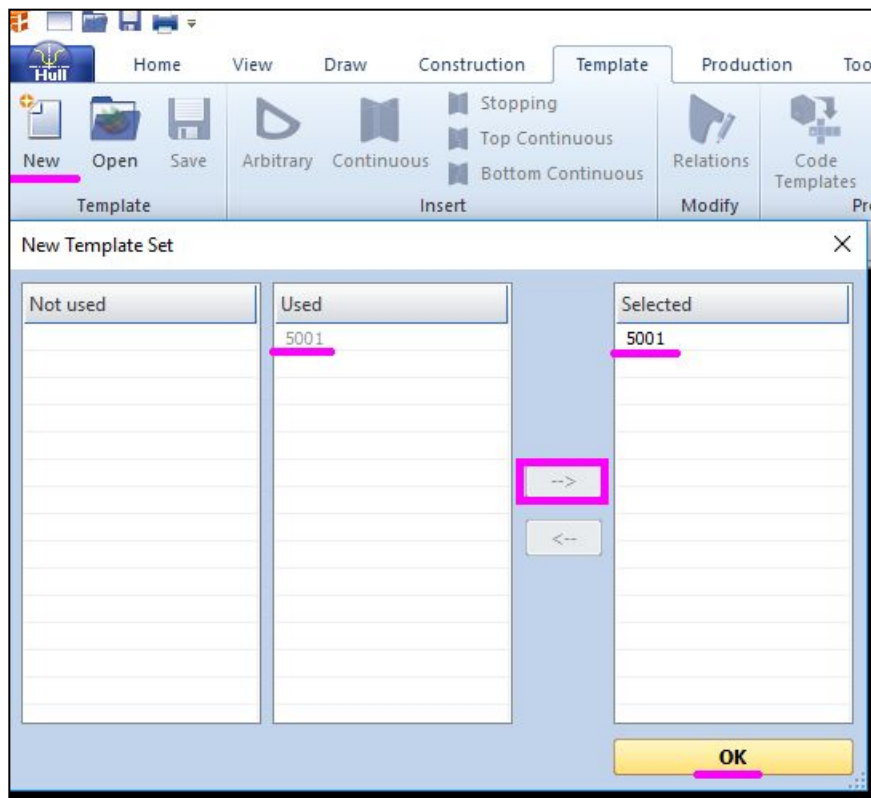 Hull
Home View Draw Construction Template Production Too
New Open Save
Arbitrary Continuous
Stopping
Top Continuous
Bottom Continuous
Relations
Code
Templates
Template Insert Modify Pr
New Template Set
Not used Used Selected
5001 5001
-->
<--
OK